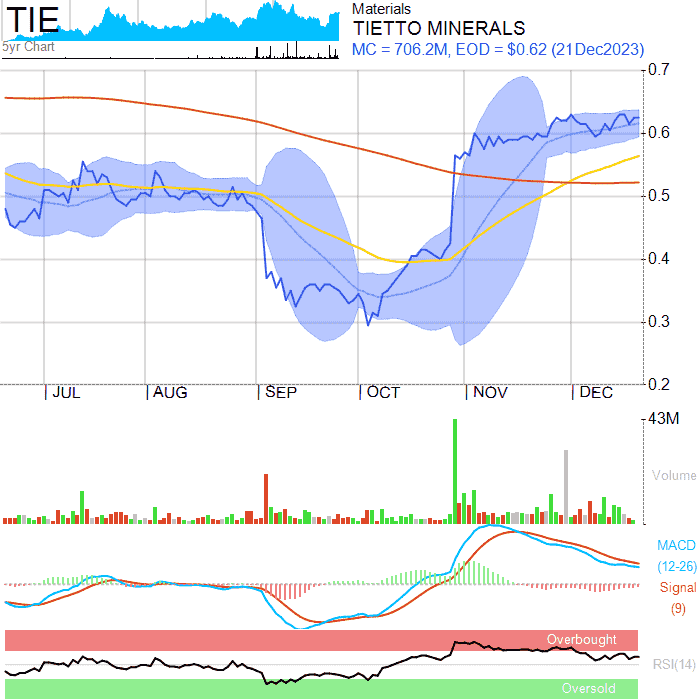 TIE
5yr Chart
Materials
TIETTO MINERALS
MC = 706.2M, EOD = $0.62 (21Dec2023)
0.7
0.6
0.5
0.4
0.3
0.2
JUL AUG SEP OCT NOV DEC
43M
Volume
MACD
(12-26)
Signal
(9)
Overbought
RSI(14)
Oversold